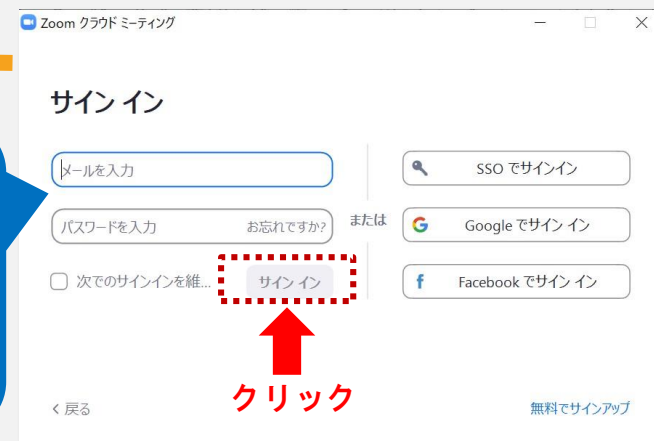 Zoom クラウド ミーティング
サイン イン
メールを入力
パスワードを入力 お忘れですか?
次でのサインインを維... サイン イン
または
SSO でサインイン
Google でサイン イン
Facebook でサイン イン
クリック
< 戻る
無料でサインアップ